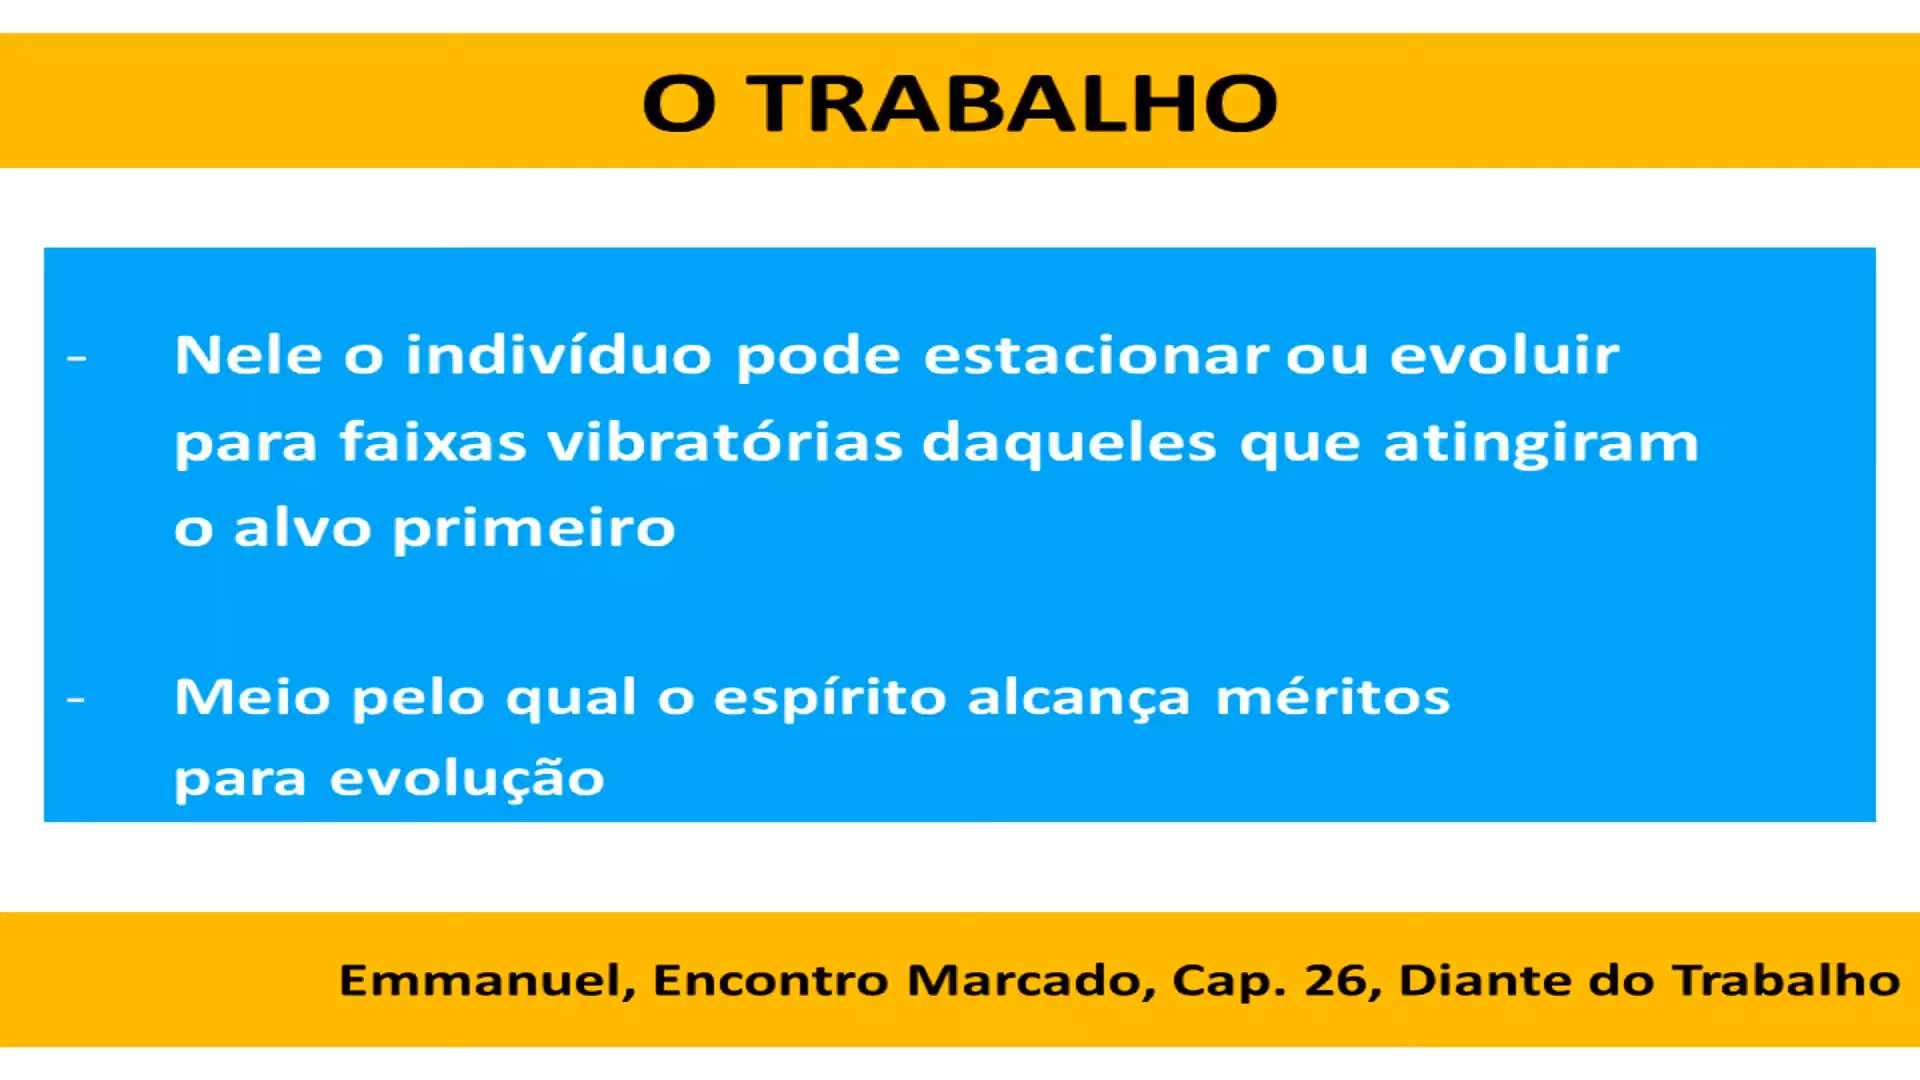 O TRABALHO
- Nele o indivíduo pode estacionar ou evoluir
para faixas vibratórias daqueles que atingiram
o alvo primeiro
- Meio pelo qual o espírito alcança méritos
para evolução
Emmanuel, Encontro Marcado, Cap. 26, Diante do Trabalho